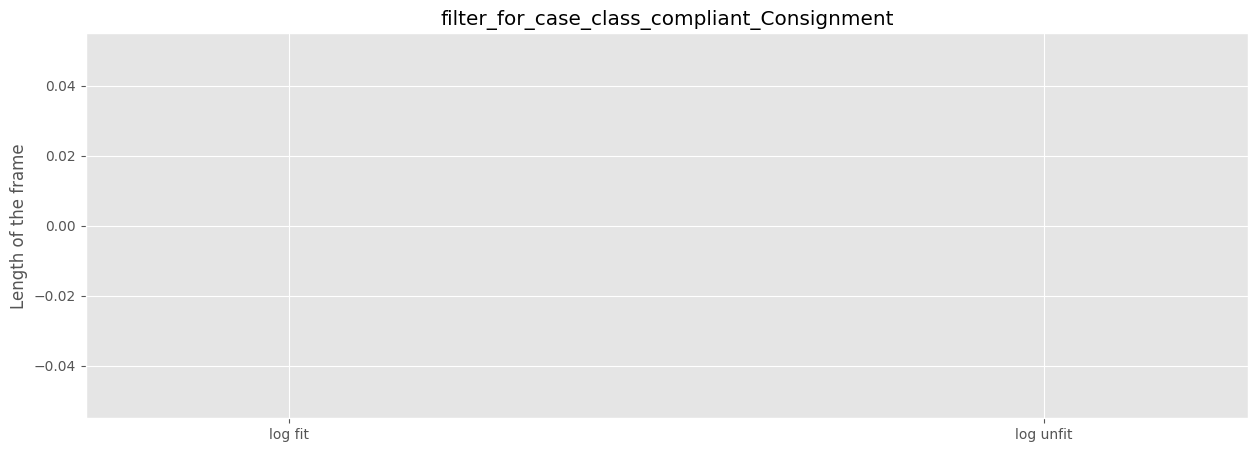 filter_for_case_class_compliant_Consignment
Length of the frame
0.04
0.02
0.00
−0.02
−0.04
log fit
log unfit